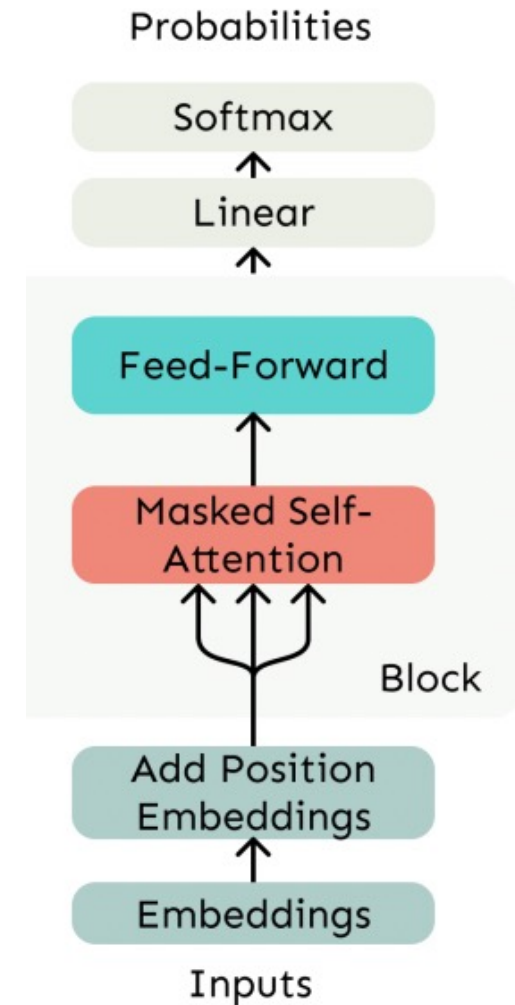 Probabilities
Softmax
Linear
Feed-Forward
Masked Self-
Attention
Block
Add Position
Embeddings
Embeddings
Inputs